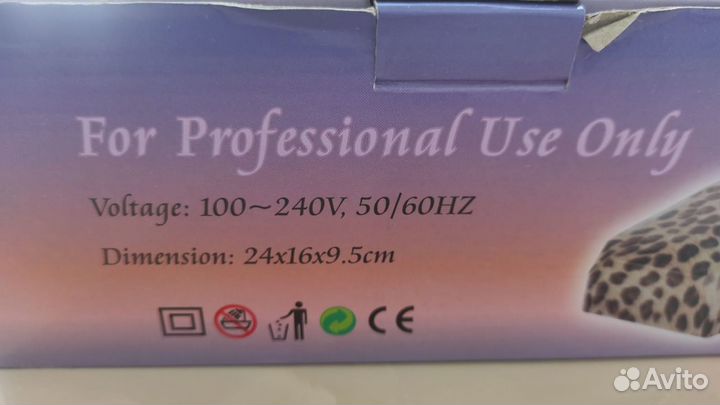 For Professional Use Only
Voltage: 100~240V, 50/60HZ
Dimension: 24x16x9.5cm
CE
Avito